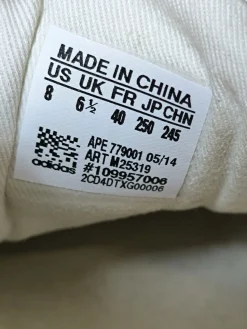 MADE IN CHINA
US UK FR JP CHN
8 6½ 40 250 245
APE 779001 05/14
ART M25319
#109957006
2CD4DTXG00006
adidas